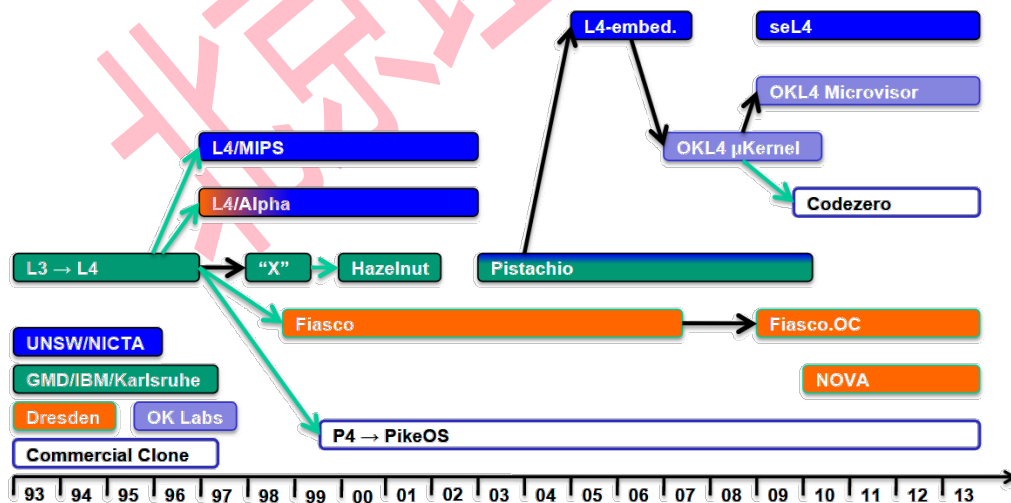 L4-embed.
seL4
OKL4 Microvisor
L4/MIPS
OKL4 μKernel
L4/Alpha
Codezero
L3 → L4
“X”
Hazelnut
Pistachio
Fiasco
Fiasco.OC
UNSW/NICTA
GMD/IBM/Karlsruhe
NOVA
Dresden
OK Labs
P4 → PikeOS
Commercial Clone
93 94 95 96 97 98 99 00 01 02 03 04 05 06 07 08 09 10 11 12 13